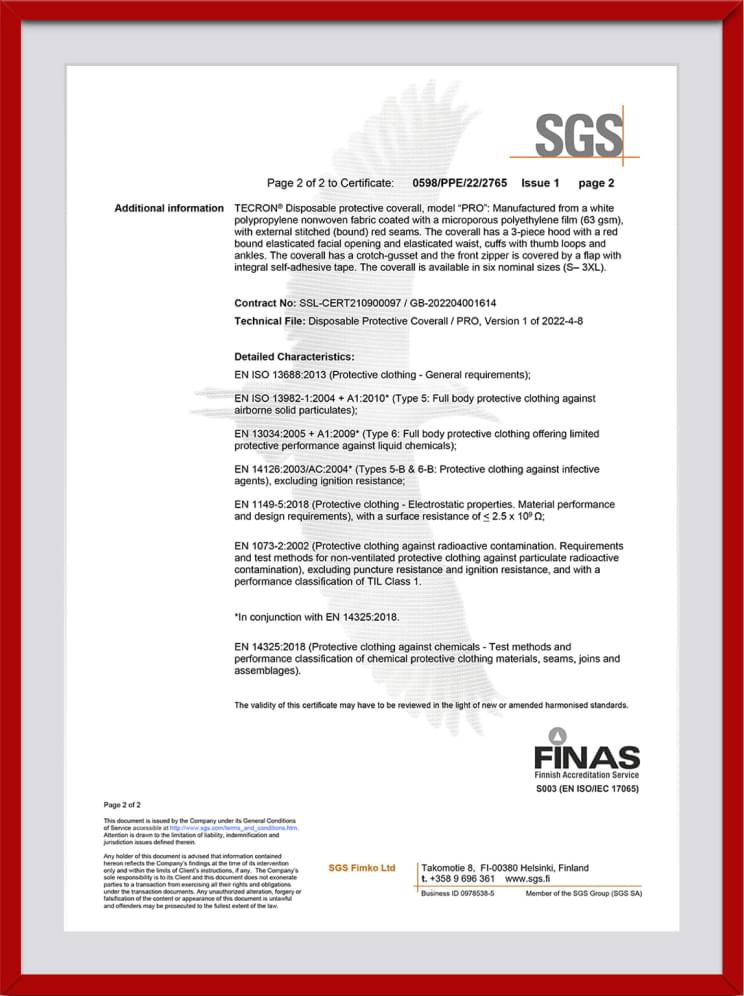 SGS
Page 2 of 2 to Certificate: 0598/PPE/22/2765 Issue 1 page 2
Additional information TECRON® Disposable protective coverall, model “PRO”: Manufactured from a white
polypropylene nonwoven fabric coated with a microporous polyethylene film (63 gsm),
with external stitched (bound) red seams. The coverall has a 3-piece hood with a red
bound elasticated facial opening and elasticated waist, cuffs with thumb loops and
ankles. The coverall has a crotch-gusset and the front zipper is covered by a flap with
integral self-adhesive tape. The coverall is available in six nominal sizes (S– 3XL).
Contract No: SSL-CERT210900097 / GB-202204001614
Technical File: Disposable Protective Coverall / PRO, Version 1 of 2022-4-8
Detailed Characteristics:
EN ISO 13688:2013 (Protective clothing - General requirements);
EN ISO 13982-1:2004 + A1:2010* (Type 5: Full body protective clothing against
airborne solid particulates);
EN 13034:2005 + A1:2009* (Type 6: Full body protective clothing offering limited
protective performance against liquid chemicals);
EN 14126:2003/AC:2004* (Types 5-B & 6-B: Protective clothing against infective
agents), excluding ignition resistance;
EN 1149-5:2018 (Protective clothing - Electrostatic properties. Material performance
and design requirements), with a surface resistance of ≤ 2.5 x 10⁹ Ω;
EN 1073-2:2002 (Protective clothing against radioactive contamination. Requirements
and test methods for non-ventilated protective clothing against particulate radioactive
contamination), excluding puncture resistance and ignition resistance, and with a
performance classification of TIL Class 1.
*In conjunction with EN 14325:2018.
EN 14325:2018 (Protective clothing against chemicals - Test methods and
performance classification of chemical protective clothing materials, seams, joins and
assemblages).
The validity of this certificate may have to be reviewed in the light of new or amended harmonised standards.
FINAS
Finnish Accreditation Service
S003 (EN ISO/IEC 17065)
Page 2 of 2
This document is issued by the Company under its General Conditions
of Service accessible at http://www.sgs.com/terms_and_conditions.htm.
Attention is drawn to the limitation of liability, indemnification and
jurisdiction issues defined therein.
Any holder of this document is advised that information contained
hereon reflects the Company's findings at the time of its intervention
only and within the limits of Client's instructions, if any. The Company's
sole responsibility is to its Client and this document does not exonerate
parties to a transaction from exercising all their rights and obligations
under the transaction documents. Any unauthorized alteration, forgery or
falsification of the content or appearance of this document is unlawful
and offenders may be prosecuted to the fullest extent of the law.
SGS Fimko Ltd
Takomotie 8, FI-00380 Helsinki, Finland
t. +358 9 696 361 www.sgs.fi
Business ID 0978538-5 Member of the SGS Group (SGS SA)